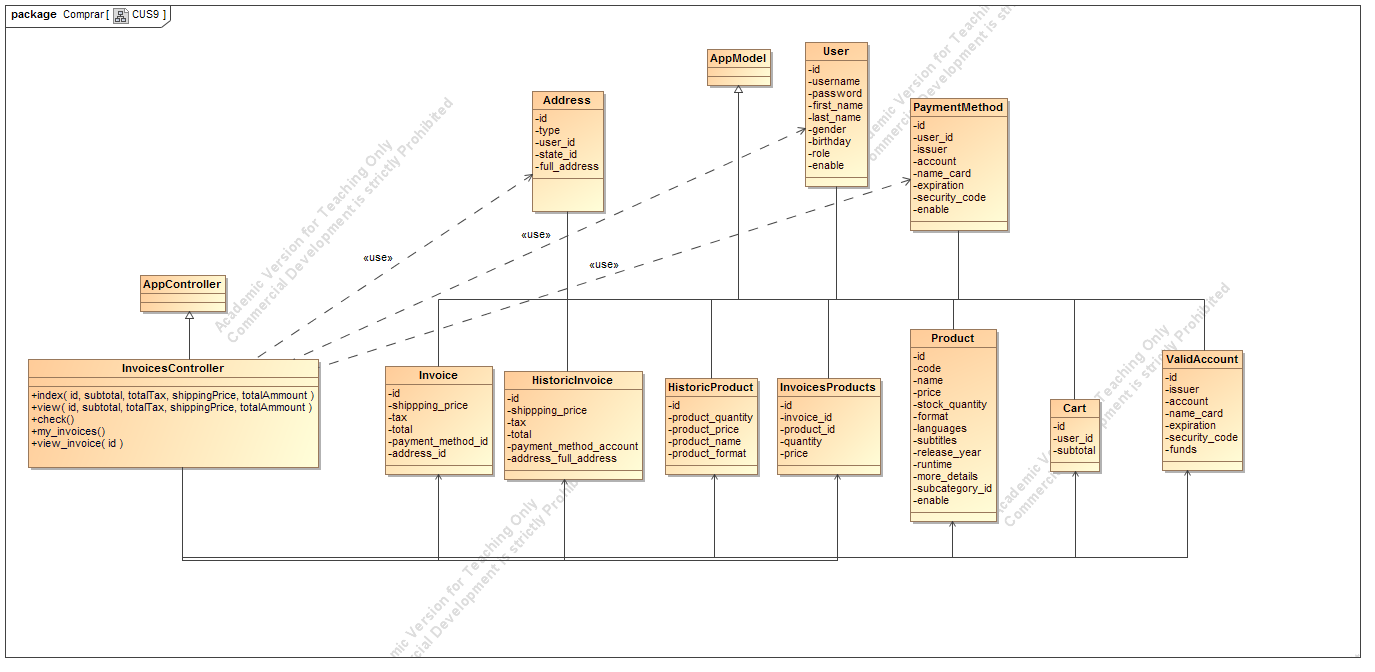 package Comprar [ CUS9 ]
AppModel
User
-id
-username
-password
-first_name
-last_name
-gender
-birthday
-role
-enable
Address
-id
-type
-user_id
-state_id
-full_address
PaymentMethod
-id
-user_id
-issuer
-account
-name_card
-expiration
-security_code
-enable
«use»
«use»
«use»
AppController
InvoicesController
+index( id, subtotal, totalTax, shippingPrice, totalAmmount )
+view( id, subtotal, totalTax, shippingPrice, totalAmmount )
+check()
+my_invoices()
+view_invoice( id )
Invoice
-id
-shippping_price
-tax
-total
-payment_method_id
-address_id
HistoricInvoice
-id
-shippping_price
-tax
-total
-payment_method_account
-address_full_address
HistoricProduct
-id
-product_quantity
-product_price
-product_name
-product_format
InvoicesProducts
-id
-invoice_id
-product_id
-quantity
-price
Product
-id
-code
-name
-price
-stock_quantity
-format
-languages
-subtitles
-release_year
-runtime
-more_details
-subcategory_id
-enable
Cart
-id
-user_id
-subtotal
ValidAccount
-id
-issuer
-account
-name_card
-expiration
-security_code
-funds
Academic Version for Teaching Only
Commercial Development is strictly Prohibited